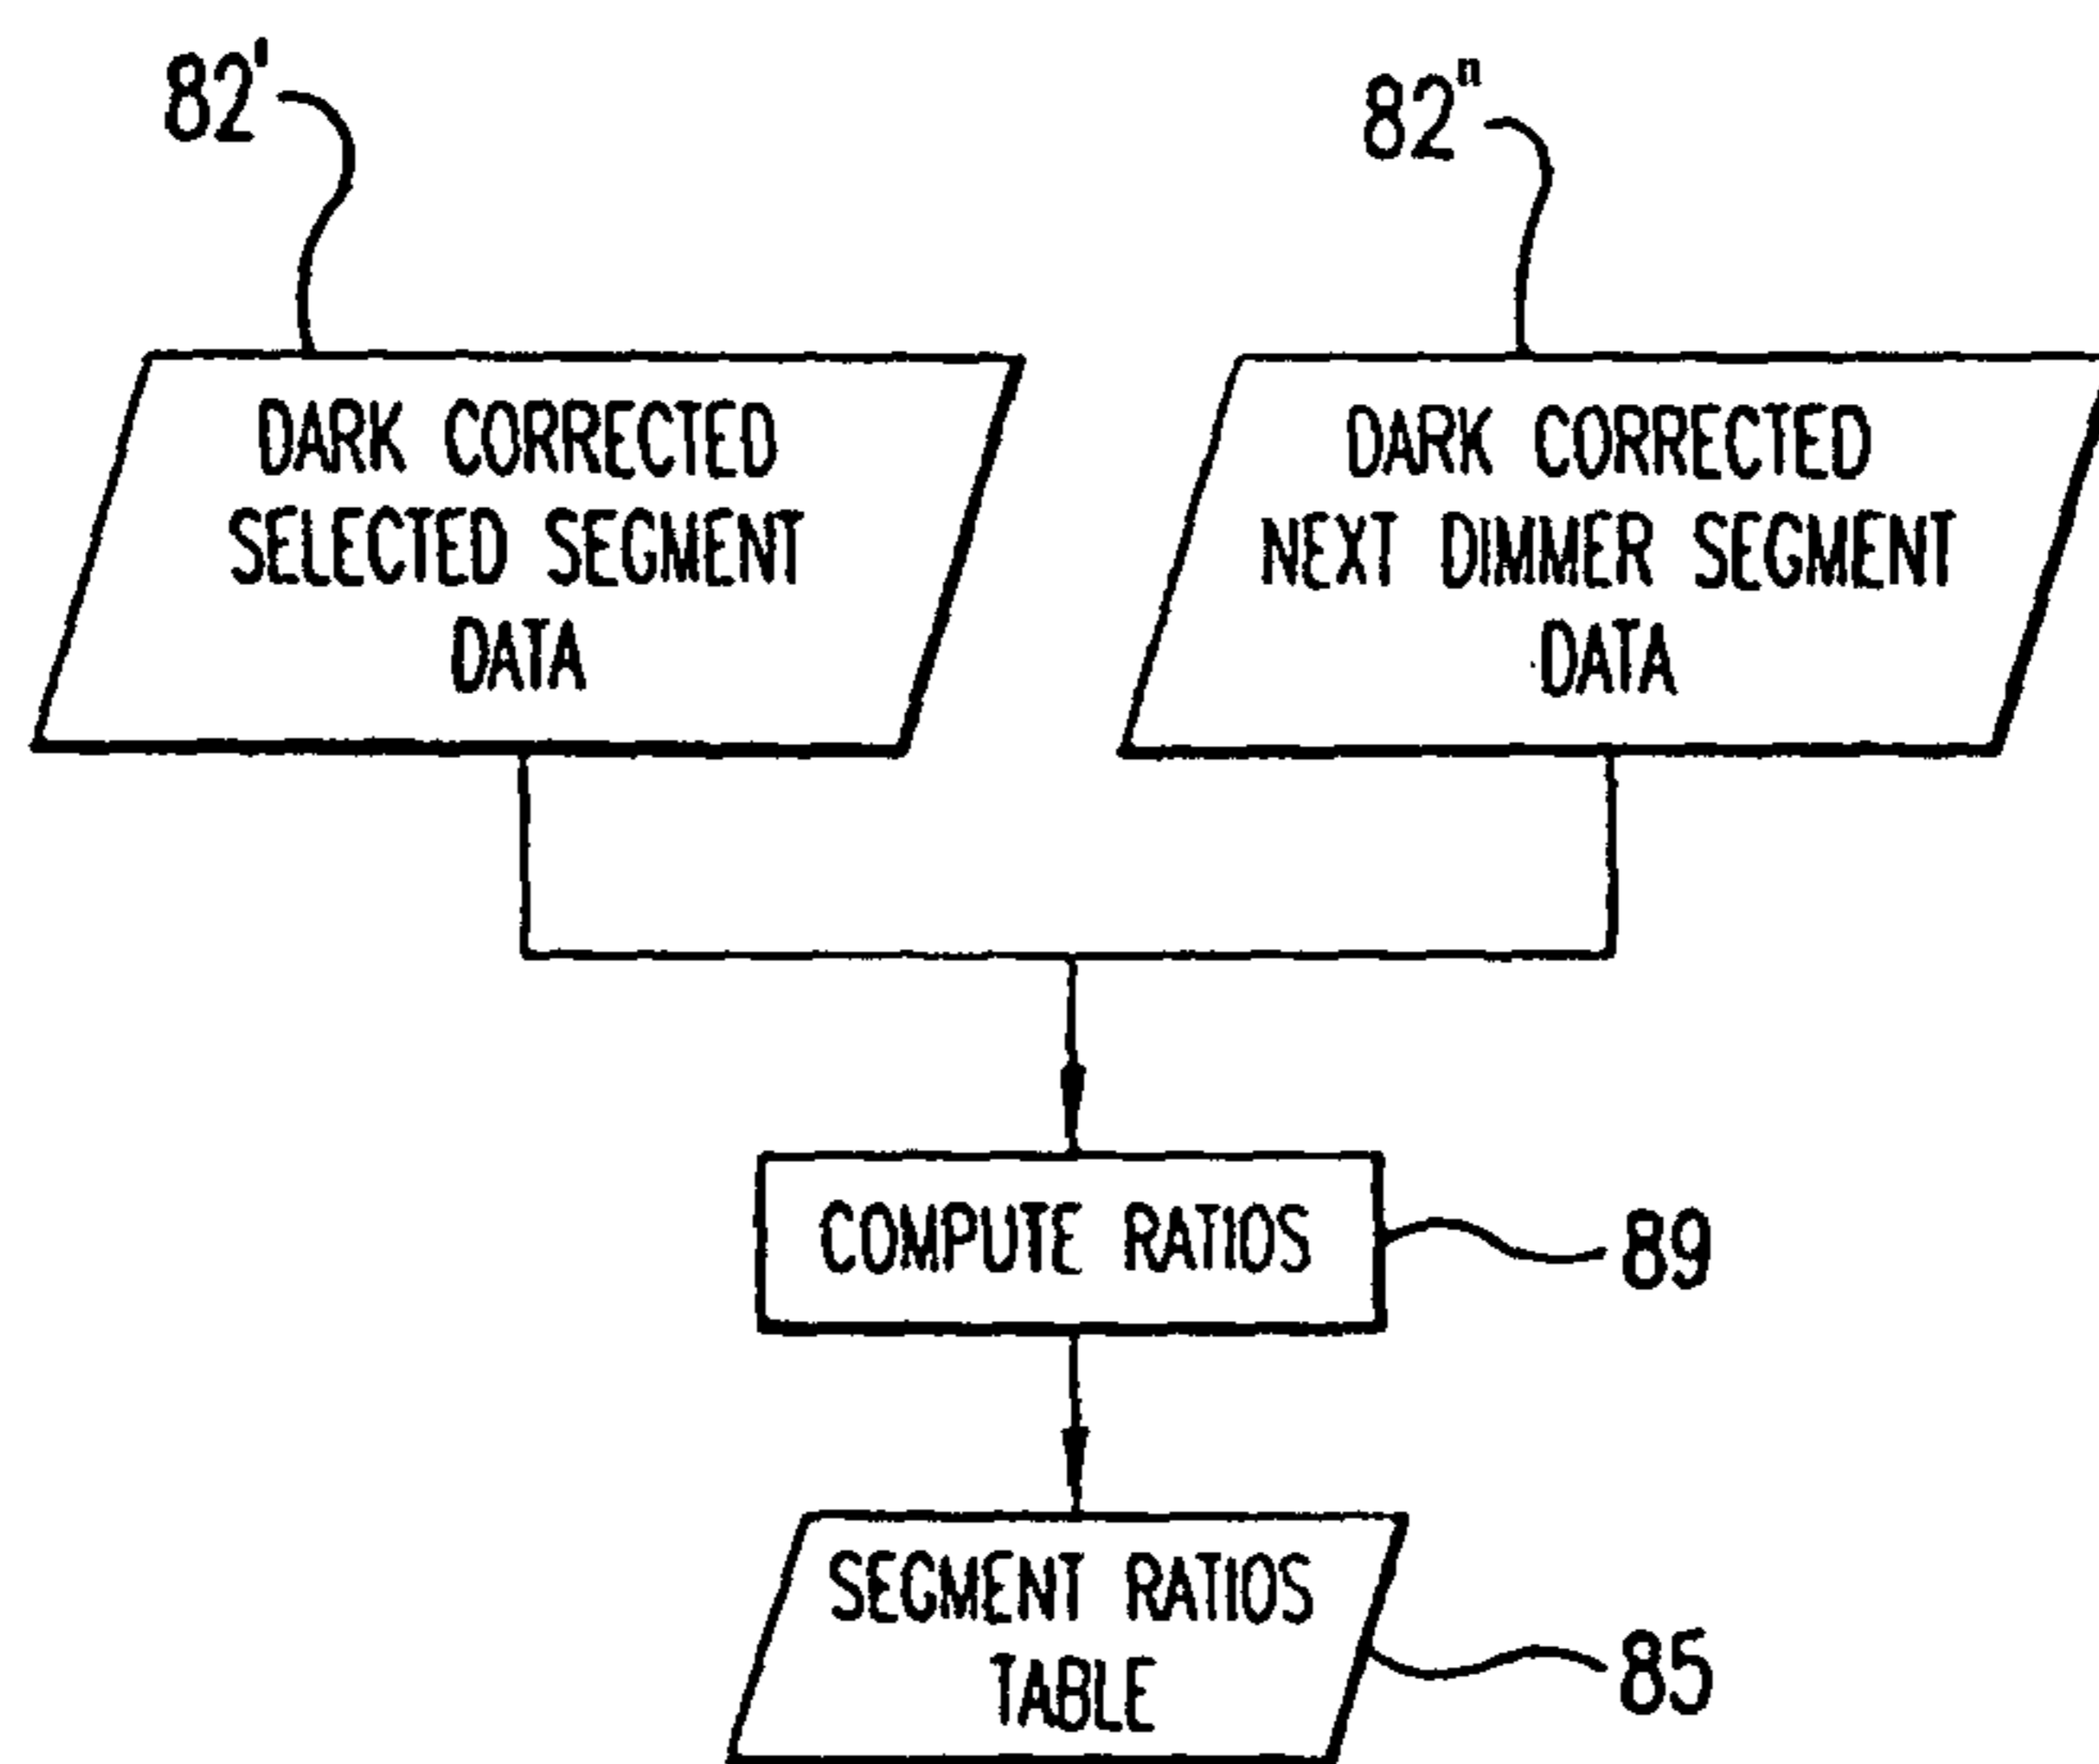 82'
82"
DARK CORRECTED
SELECTED SEGMENT
DATA
DARK CORRECTED
NEXT DIMMER SEGMENT
DATA
COMPUTE RATIOS
89
SEGMENT RATIOS
TABLE
85